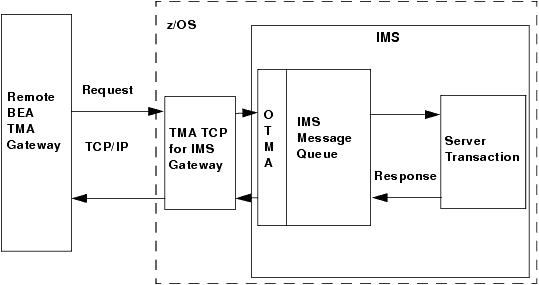 z/OS
IMS
Remote
BEA
TMA
Gateway
Request
TCP/IP
TMA TCP
for IMS
Gateway
O
T
M
A
IMS
Message
Queue
Response
Server
Transaction